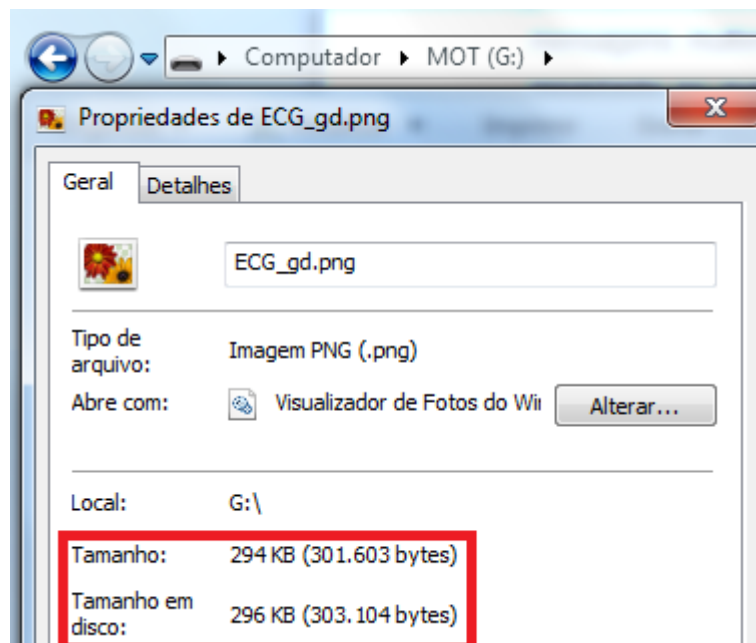 Computador MOT (G:)
Propriedades de ECG_gd.png
Geral Detalhes
ECG_gd.png
Tipo de
arquivo:
Imagem PNG (.png)
Abre com: Visualizador de Fotos do Wi Alterar...
Local: G:\
Tamanho: 294 KB (301.603 bytes)
Tamanho em
disco:
296 KB (303.104 bytes)